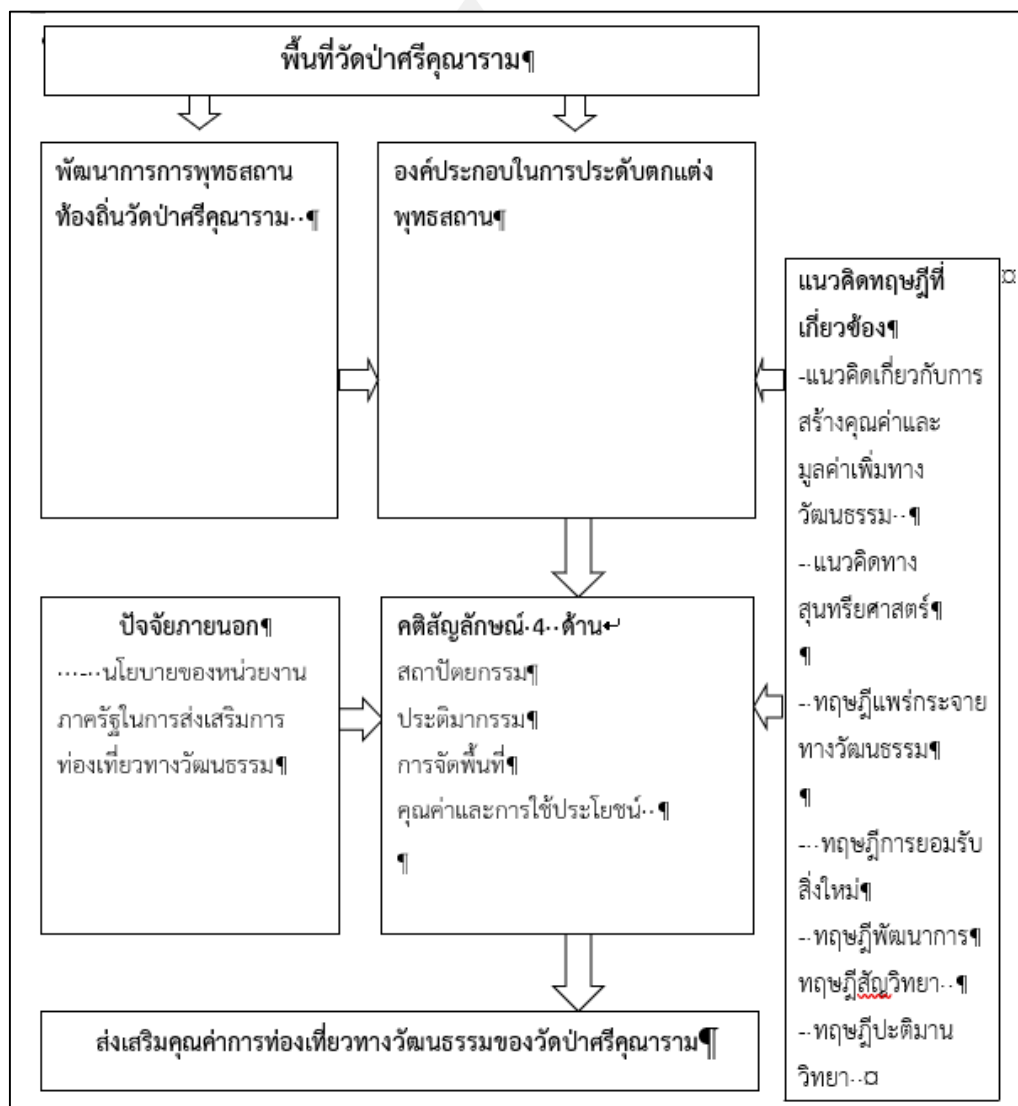 พื้นที่วัดป่าศรีคุณาราม¶
พัฒนาการการพุทธสถาน
ท้องถิ่นวัดป่าศรีคุณาราม··¶
องค์ประกอบในการประดับตกแต่ง
พุทธสถาน¶
แนวคิดทฤษฎีที่
เกี่ยวข้อง¶
-แนวคิดเกี่ยวกับการ
สร้างคุณค่าและ
มูลค่าเพิ่มทาง
วัฒนธรรม··¶
-·แนวคิดทาง
สุนทรียศาสตร์¶
¶
-·ทฤษฎีแพร่กระจาย
ทางวัฒนธรรม¶
¶
-··ทฤษฎีการยอมรับ
สิ่งใหม่¶
-·ทฤษฎีพัฒนาการ¶
ทฤษฎีสัญวิทยา··¶
-·ทฤษฎีปะติมาน
วิทยา··¤
¤
ปัจจัยภายนอก¶
···-··นโยบายของหน่วยงาน
ภาครัฐในการส่งเสริมการ
ท่องเที่ยวทางวัฒนธรรม¶
คติสัญลักษณ์·4··ด้าน↵
สถาปัตยกรรม¶
ประติมากรรม¶
การจัดพื้นที่¶
คุณค่าและการใช้ประโยชน์··¶
¶
ส่งเสริมคุณค่าการท่องเที่ยวทางวัฒนธรรมของวัดป่าศรีคุณาราม¶